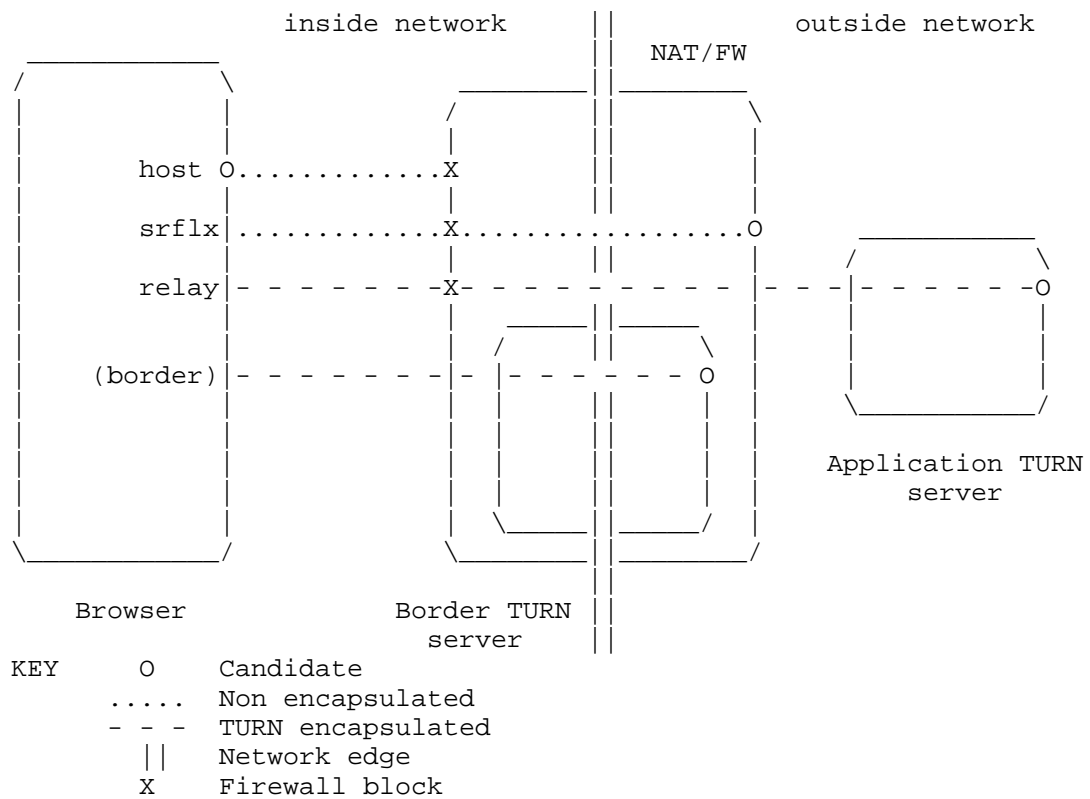 inside network || outside network
NAT/FW
host O.............X
srflx|.............X..................O
relay|- - - - - - -X- - - - - - - - - - - - - - - - - -O
(border)|- - - - - - - - - - - - - - O
Application TURN
server
Browser Border TURN ||
server ||
KEY O Candidate
..... Non encapsulated
- - - TURN encapsulated
|| Network edge
X Firewall block